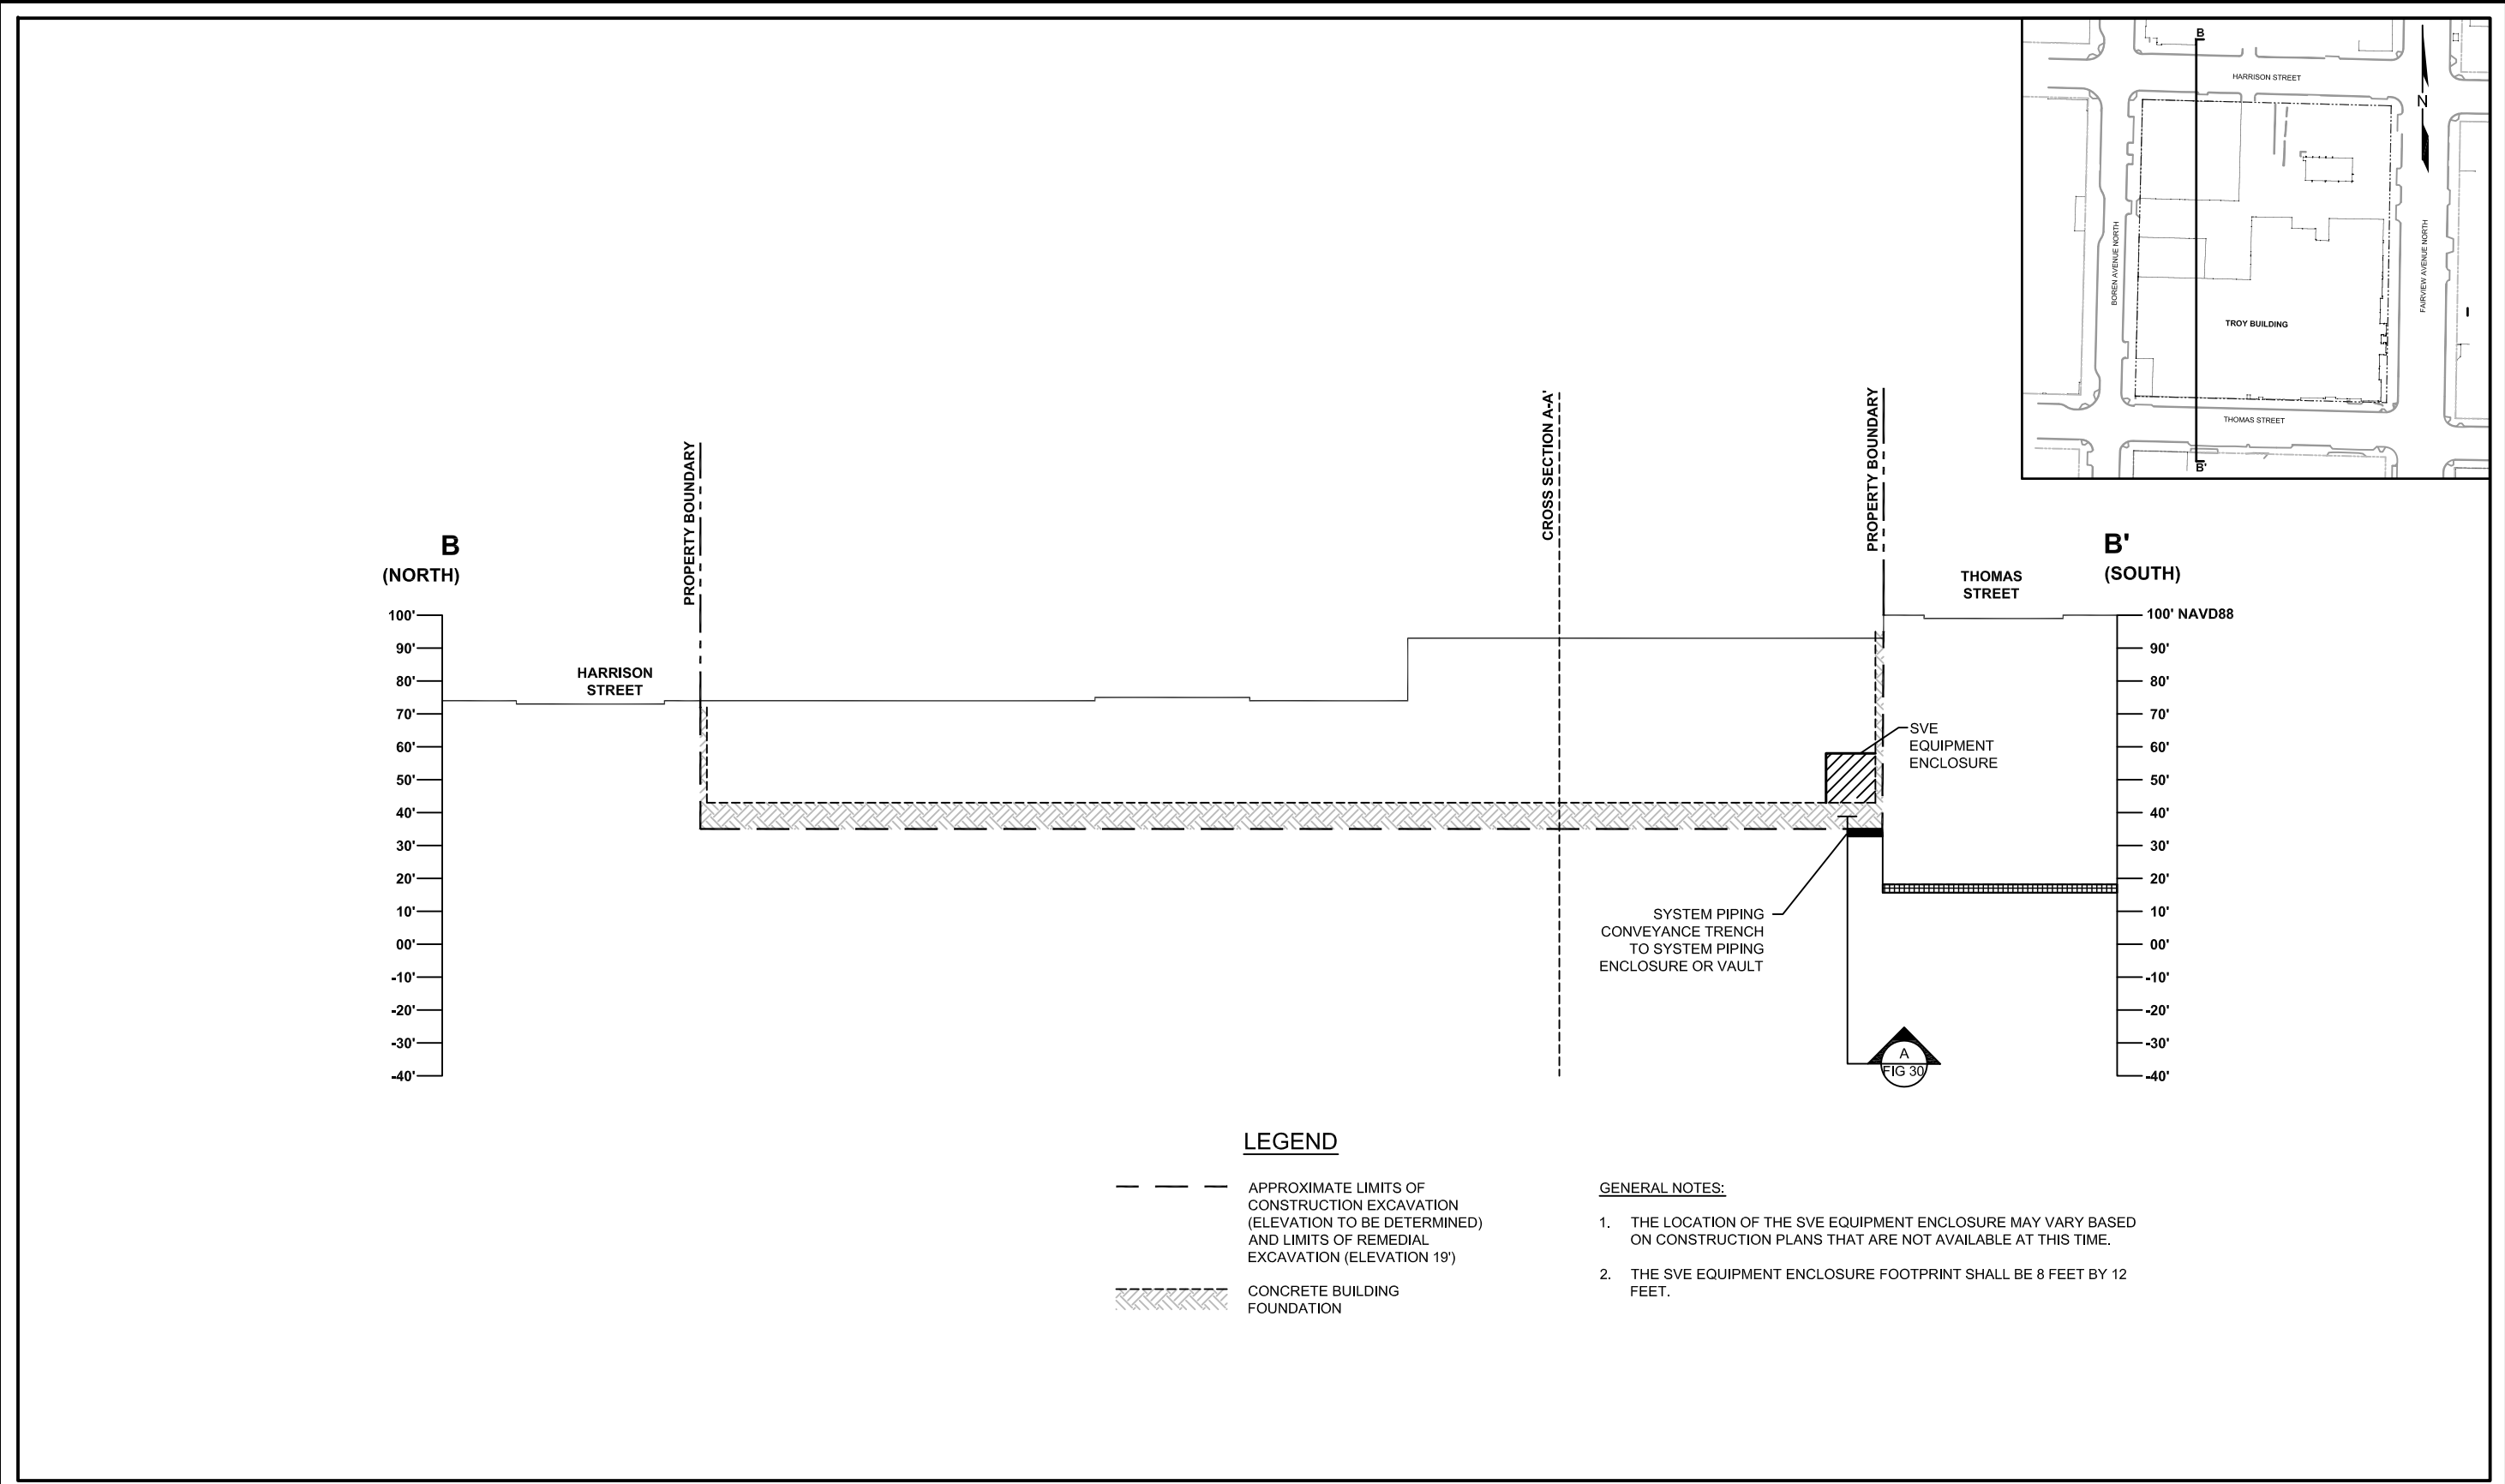 B
HARRISON STREET
N
BOREN AVENUE NORTH
FAIRVIEW AVENUE NORTH
TROY BUILDING
THOMAS STREET
B'
PROPERTY BOUNDARY
CROSS SECTION A-A'
PROPERTY BOUNDARY
B
(NORTH)
B'
(SOUTH)
HARRISON
STREET
THOMAS
STREET
100'
90'
80'
70'
60'
50'
40'
30'
20'
10'
00'
-10'
-20'
-30'
-40'
100' NAVD88
90'
80'
70'
60'
50'
40'
30'
20'
10'
00'
-10'
-20'
-30'
-40'
SVE
EQUIPMENT
ENCLOSURE
SYSTEM PIPING
CONVEYANCE TRENCH
TO SYSTEM PIPING
ENCLOSURE OR VAULT
A
FIG 30
LEGEND
APPROXIMATE LIMITS OF
CONSTRUCTION EXCAVATION
(ELEVATION TO BE DETERMINED)
AND LIMITS OF REMEDIAL
EXCAVATION (ELEVATION 19')
CONCRETE BUILDING
FOUNDATION
GENERAL NOTES:
1. THE LOCATION OF THE SVE EQUIPMENT ENCLOSURE MAY VARY BASED
ON CONSTRUCTION PLANS THAT ARE NOT AVAILABLE AT THIS TIME.
2. THE SVE EQUIPMENT ENCLOSURE FOOTPRINT SHALL BE 8 FEET BY 12
FEET.